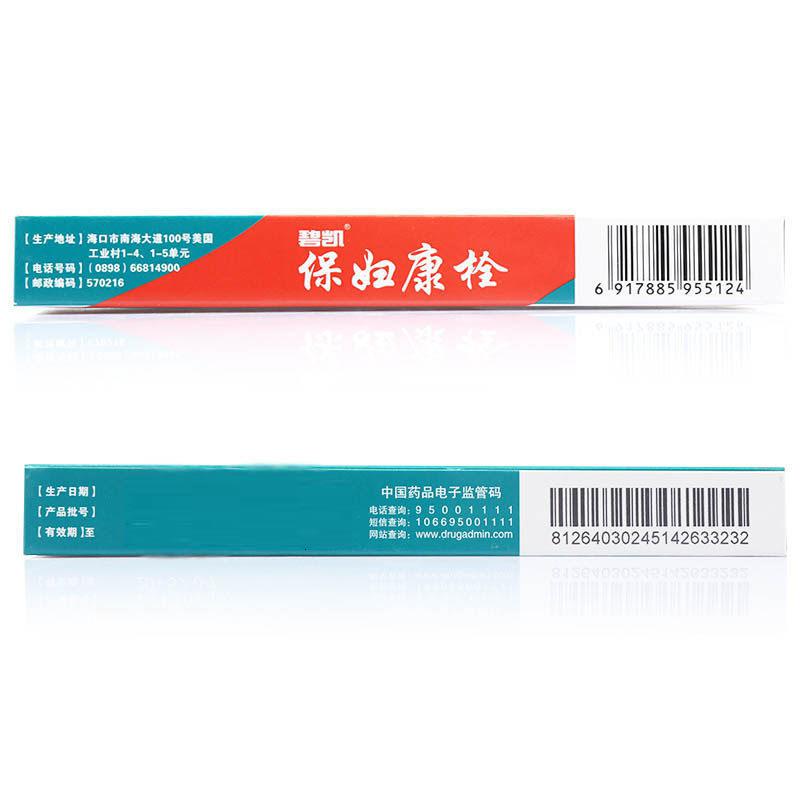 【生产地址】海口市南海大道100号美国
工业村1-4、1-5单元
【电话号码】(0898) 66814900
【邮政编码】570216
碧凯®
保妇康栓
6 917885 955124
【生产日期】
【产品批号】
【有效期】至
中国药品电子监管码
电话查询：95001111
短信查询：106695001111
网站查询：www.drugadmin.com
81264030245142633232